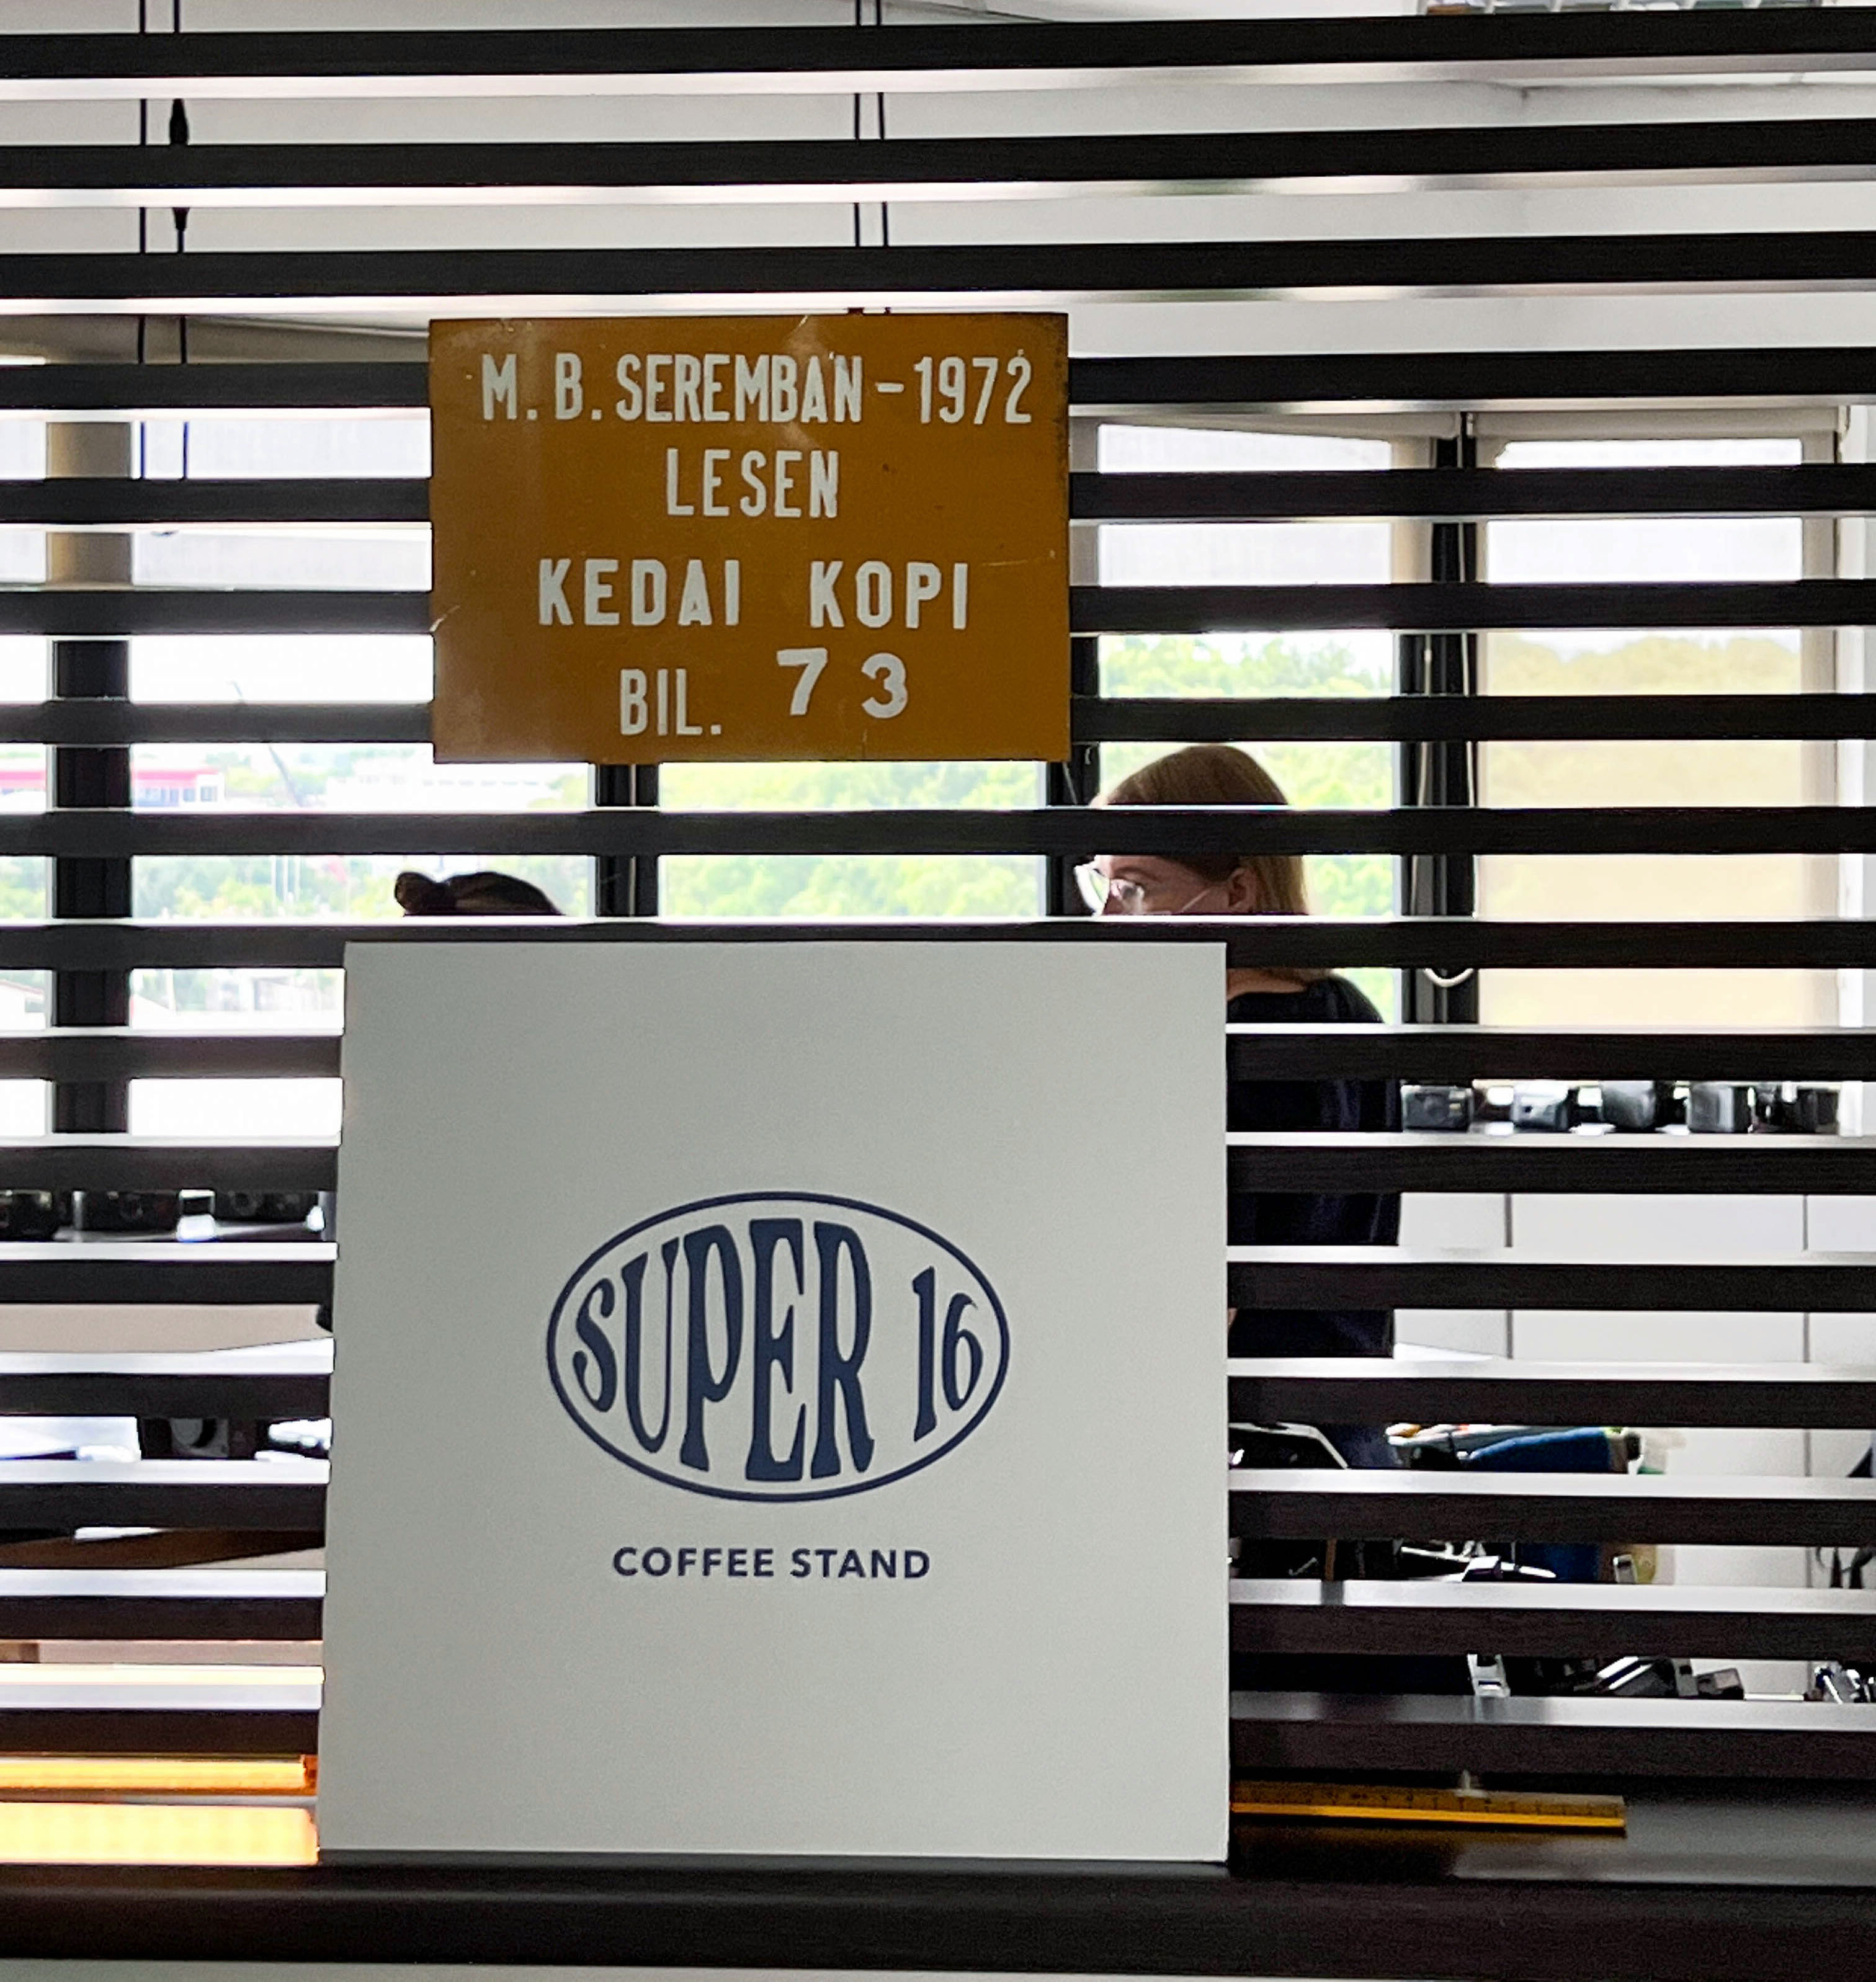 M. B. SEREMBAN - 1972
LESEN
KEDAI KOPI
BIL. 73
SUPER 16
COFFEE STAND